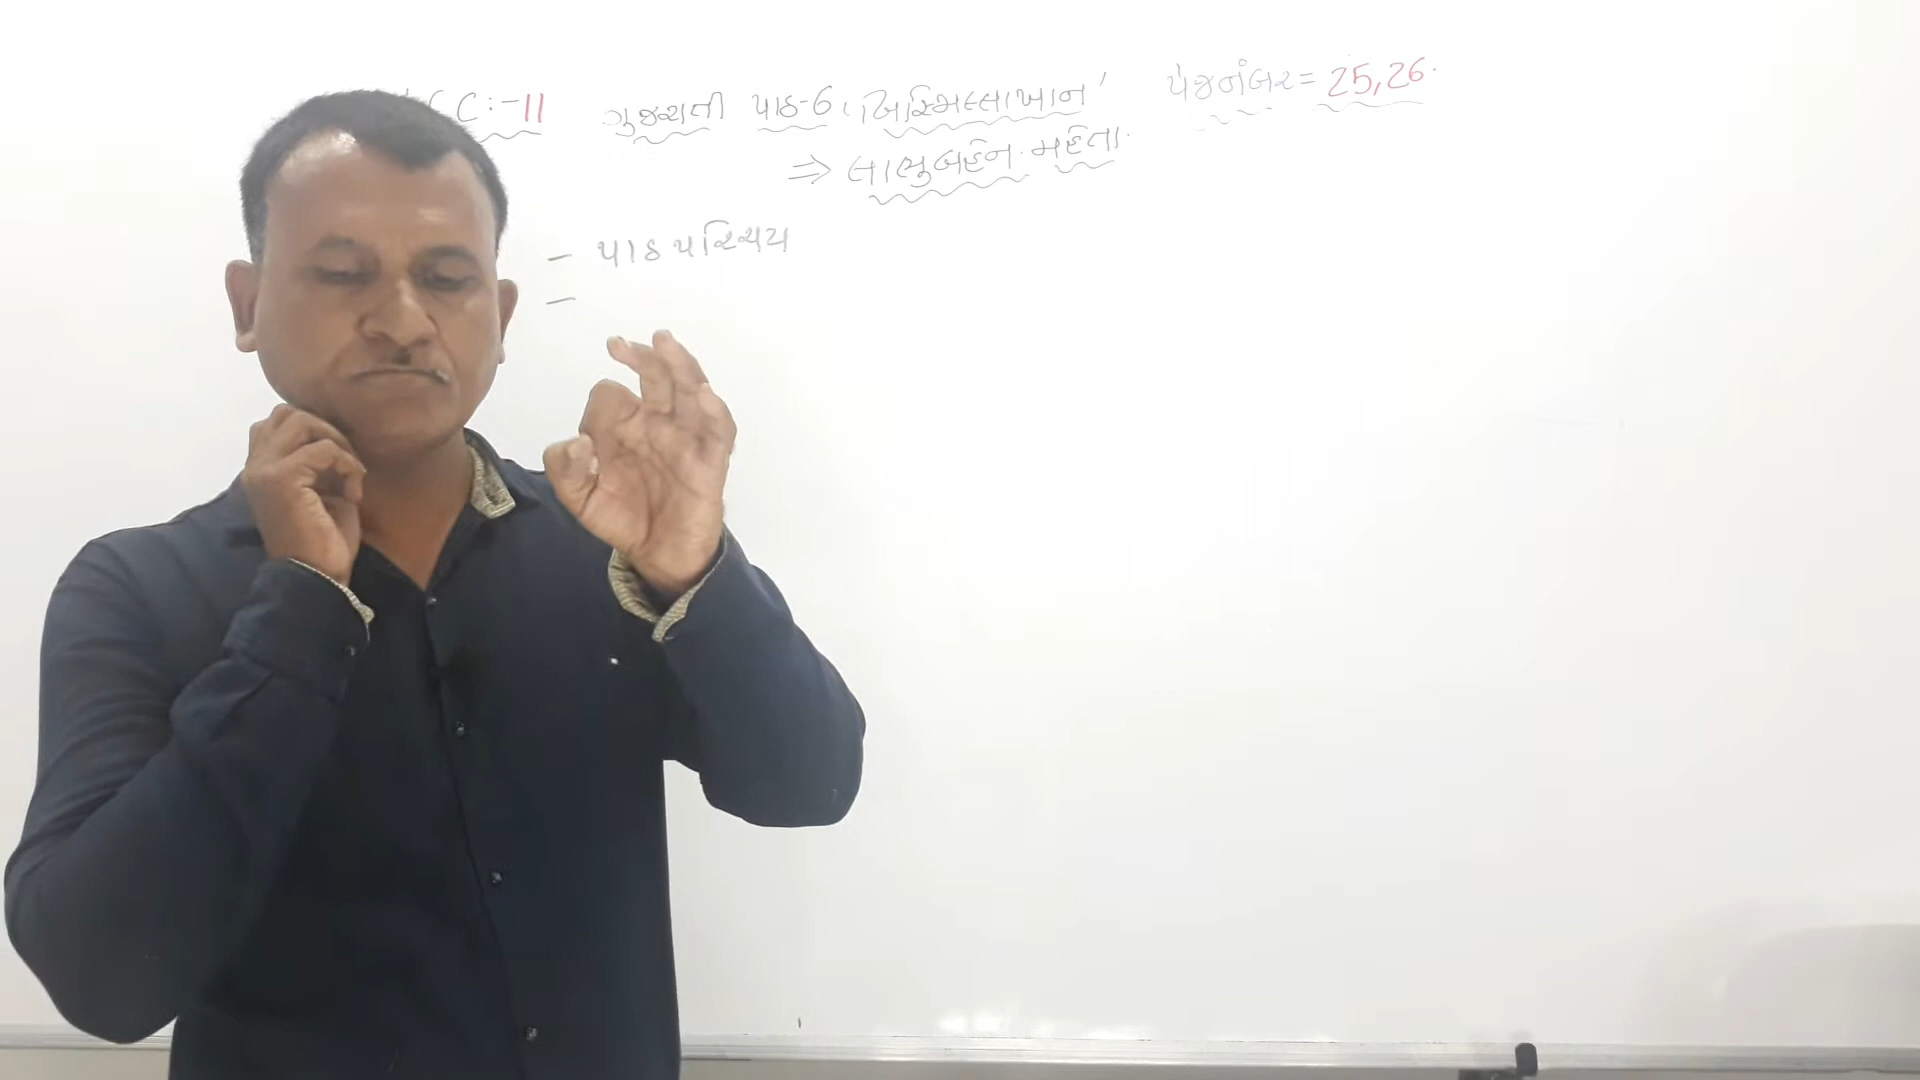 C:-11 ગુજરાતી પાઠ-6 'બિસ્મિલ્લાખાન' પેજનંબર = 25,26.
⇒ લાભુબહેન. મહેતા.
- પાઠ પરિચય
-